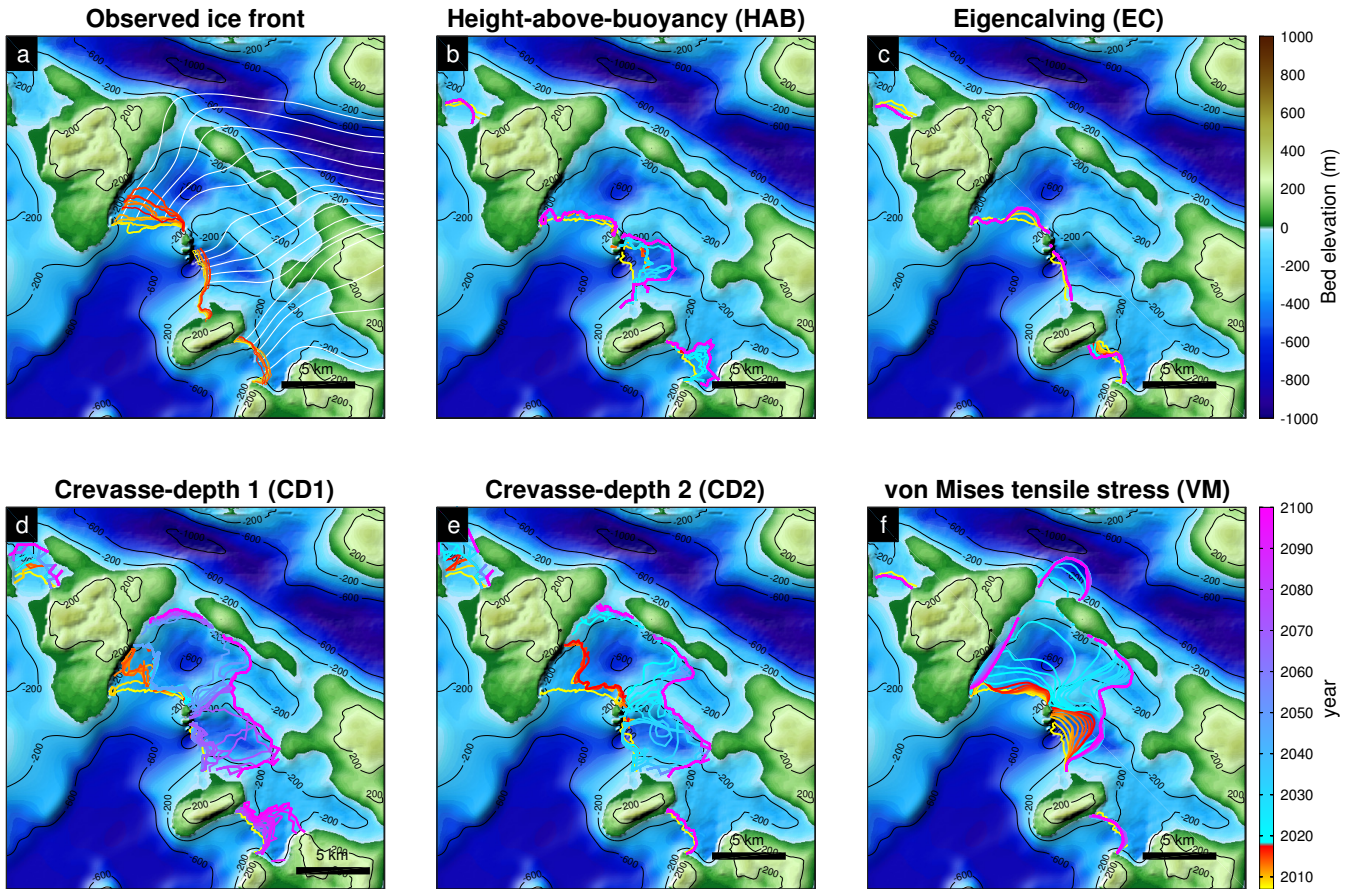 Observed ice front
Height-above-buoyancy (HAB)
Eigencalving (EC)
a
b
c
5 km
5 km
5 km
1000
800
600
400
200
0
-200
-400
-600
-800
-1000
Bed elevation (m)
Crevasse-depth 1 (CD1)
Crevasse-depth 2 (CD2)
von Mises tensile stress (VM)
d
e
f
5 km
5 km
5 km
2100
2090
2080
2070
2060
2050
2040
2030
2020
2010
year